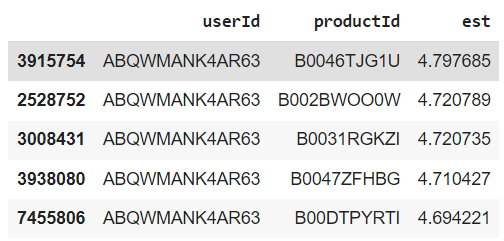 userId productId est
3915754 ABQWMANK4AR63 B0046TJG1U 4.797685
2528752 ABQWMANK4AR63 B002BWOO0W 4.720789
3008431 ABQWMANK4AR63 B0031RGKZI 4.720735
3938080 ABQWMANK4AR63 B0047ZFHBG 4.710427
7455806 ABQWMANK4AR63 B00DTPYRTI 4.694221